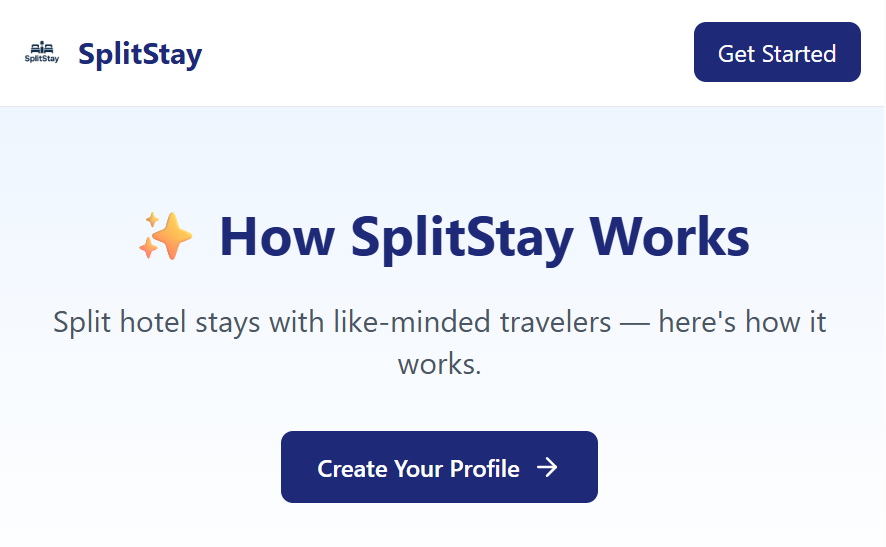 SplitStay
SplitStay
Get Started
✨ How SplitStay Works
Split hotel stays with like-minded travelers — here's how it
works.
Create Your Profile →